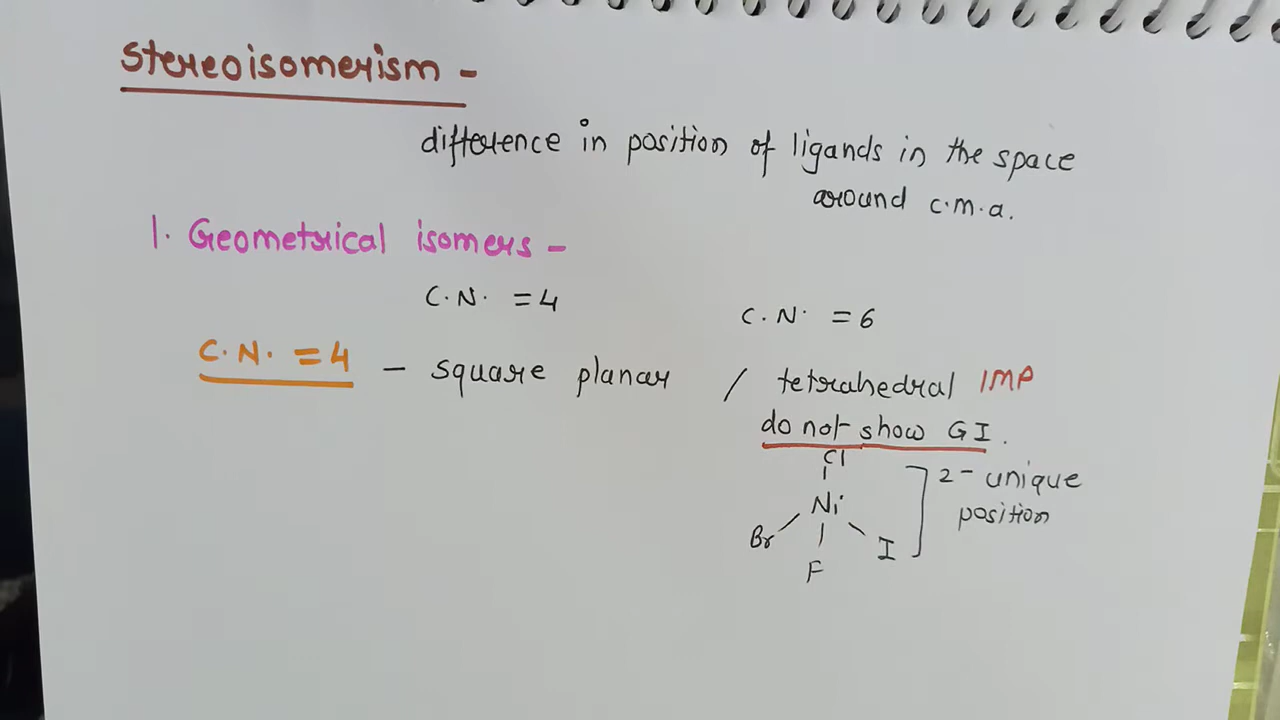 Stereoisomerism -
difference in position of ligands in the space
around c.m.a.
1. Geometrical isomers -
C.N. = 4
C.N. = 6
C.N. = 4 - square planar / tetrahedral IMP
do not show GI.
Cl
Ni
Br
I
F
2 - unique
position